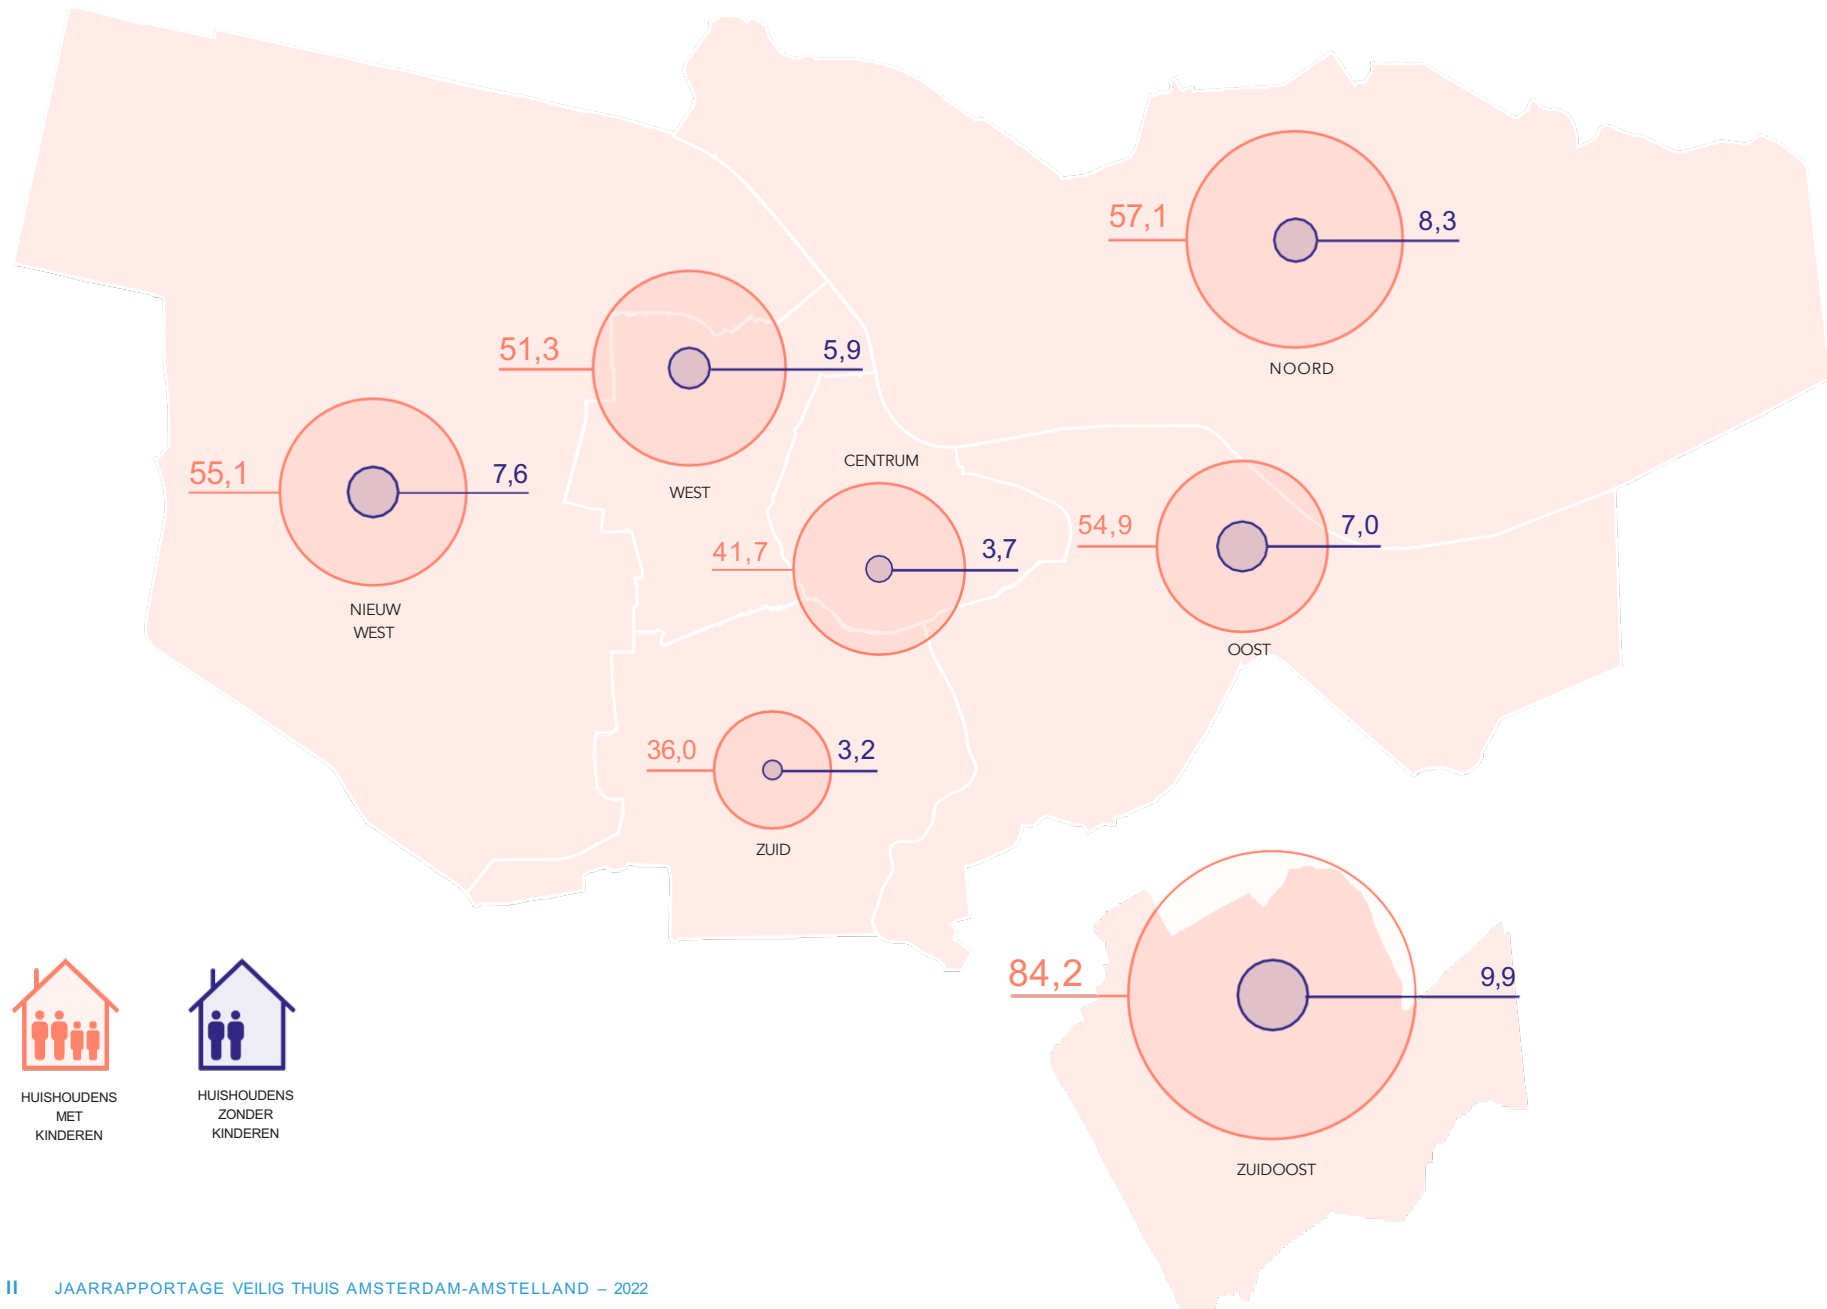 57,1
8,3
NOORD
51,3
5,9
WEST
55,1
7,6
NIEUW
WEST
CENTRUM
41,7
3,7
54,9
7,0
OOST
36,0
3,2
ZUID
84,2
9,9
ZUIDOOST
HUISHOUDENS
MET
KINDEREN
HUISHOUDENS
ZONDER
KINDEREN
II JAARRAPPORTAGE VEILIG THUIS AMSTERDAM-AMSTELLAND – 2022